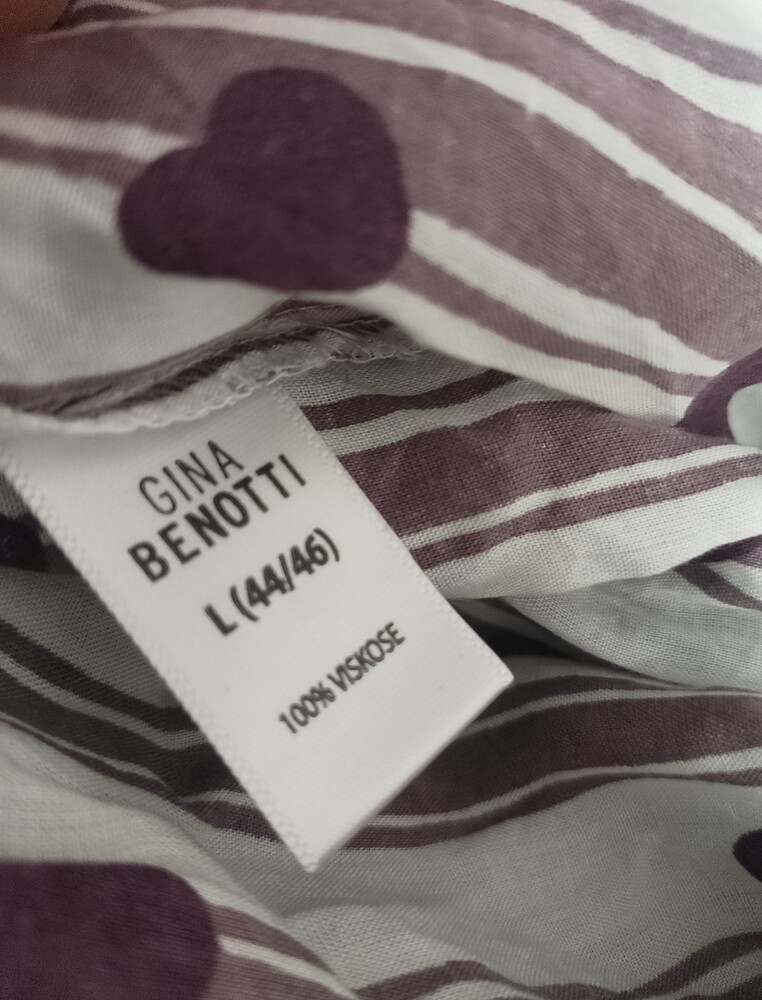 GINA
BENOTTI
L (44/46)
100% VISKOSE